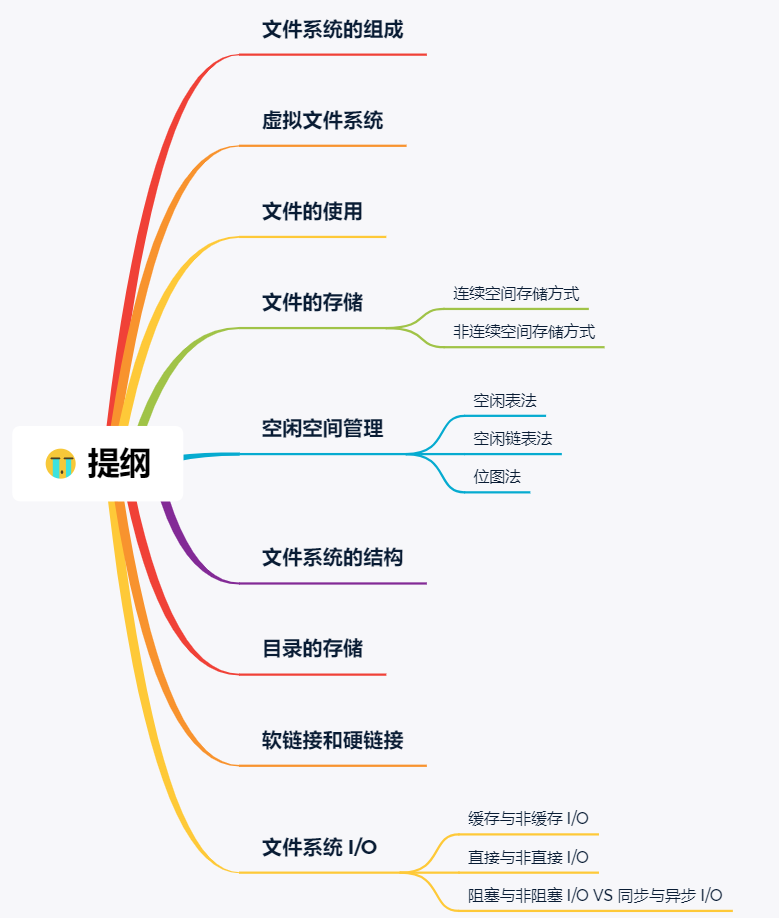 文件系统的组成
虚拟文件系统
文件的使用
文件的存储
连续空间存储方式
非连续空间存储方式
空闲空间管理
空闲表法
空闲链表法
位图法
提纲
文件系统的结构
目录的存储
软链接和硬链接
文件系统 I/O
缓存与非缓存 I/O
直接与非直接 I/O
阻塞与非阻塞 I/O VS 同步与异步 I/O